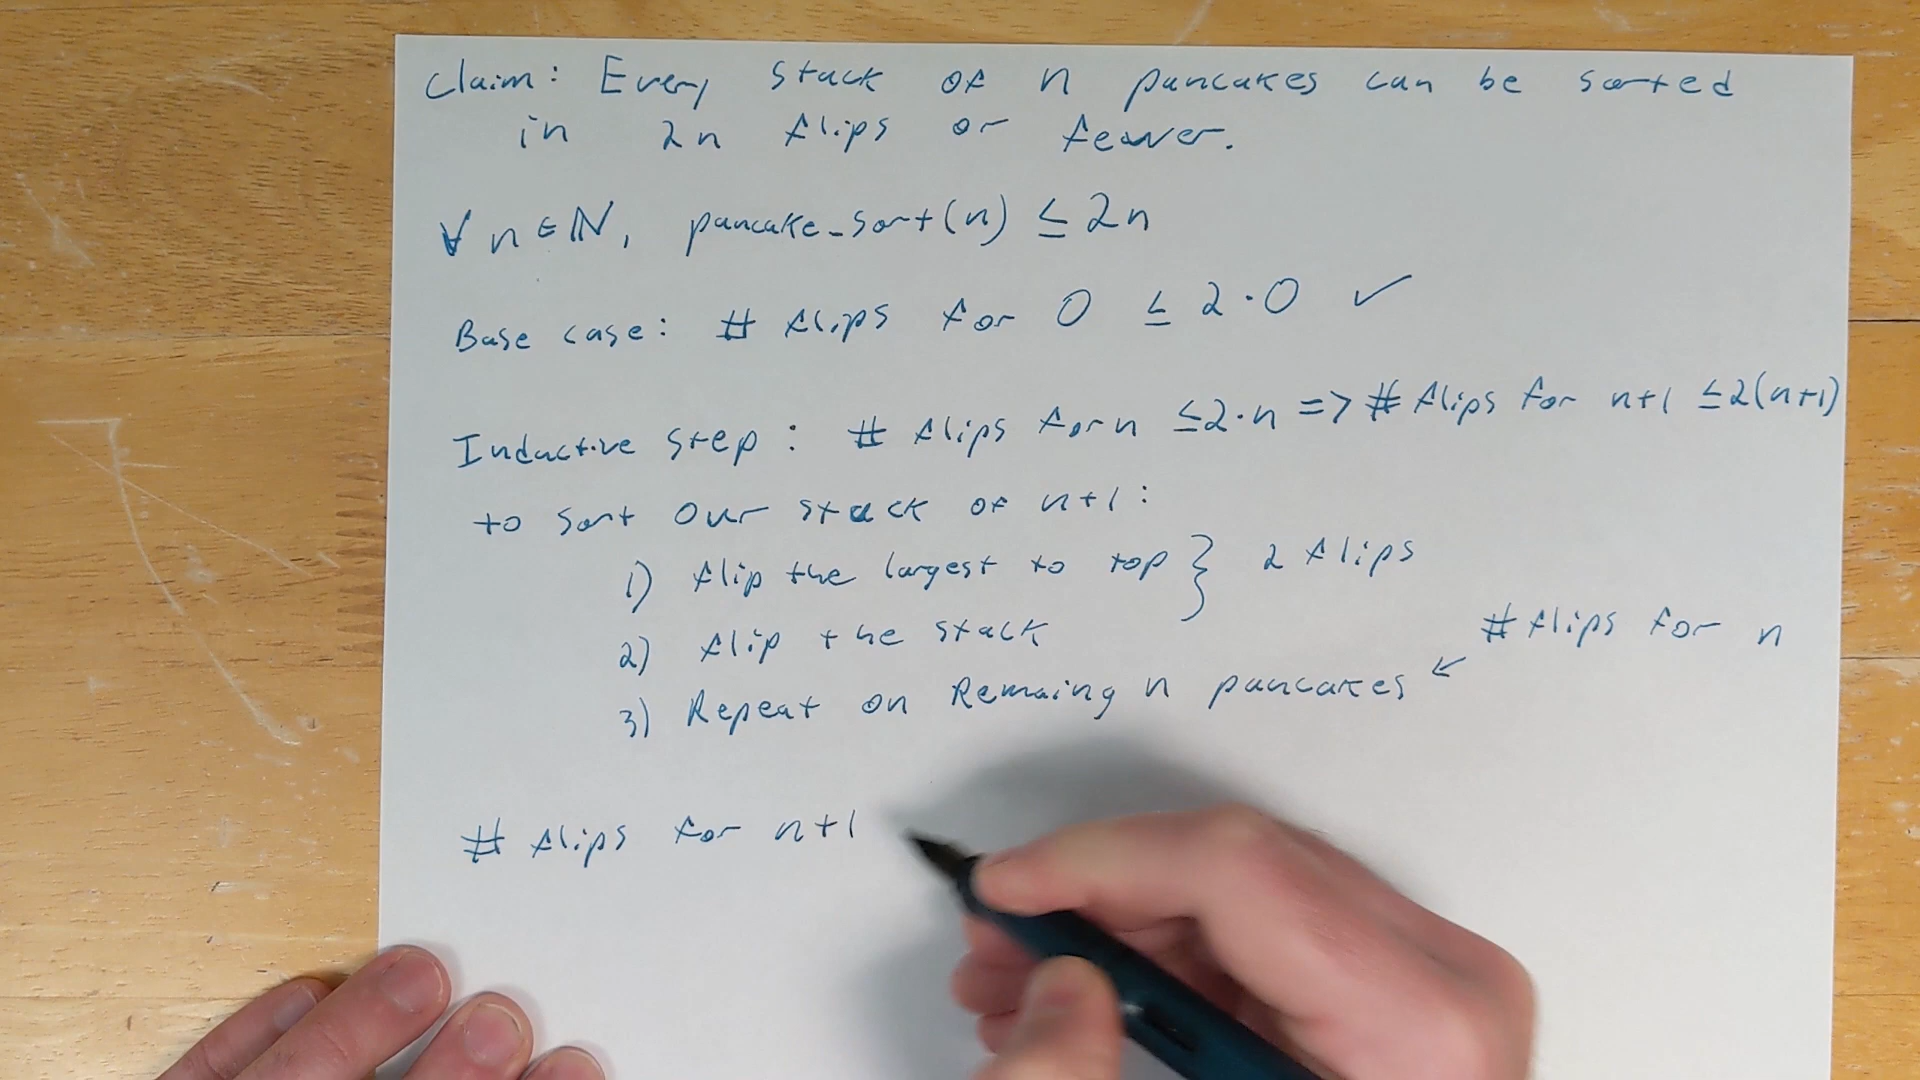 Claim: Every stack of n pancakes can be sorted
in 2n flips or fewer.
∀ n ∈ ℕ, pancake_sort(n) ≤ 2n
Base case: # flips for 0 ≤ 2·0 ✓
Inductive step: # flips for n ≤ 2·n => # flips for n+1 ≤ 2(n+1)
to sort our stack of n+1:
1) flip the largest to top } 2 flips
2) flip the stack
# flips for n
3) Repeat on Remaing n pancakes ↙
# flips for n+1